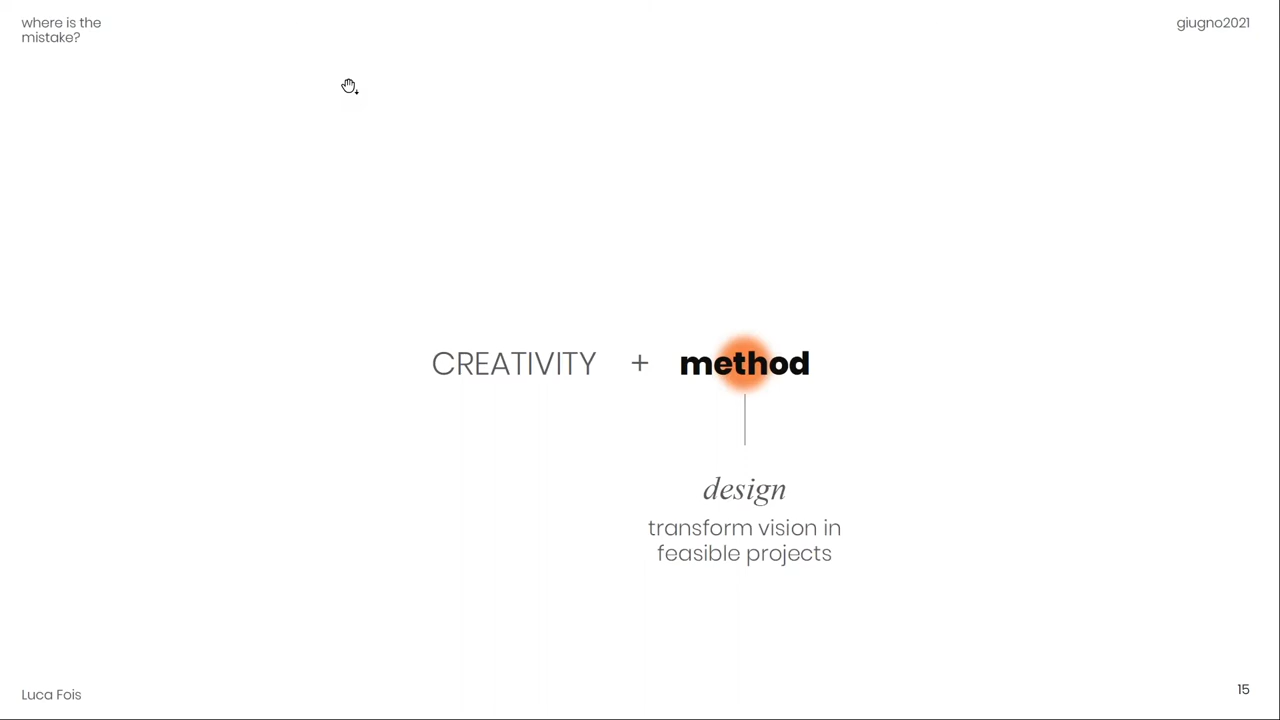 where is the
mistake?
giugno2021
CREATIVITY + method
design
transform vision in
feasible projects
Luca Fois
15